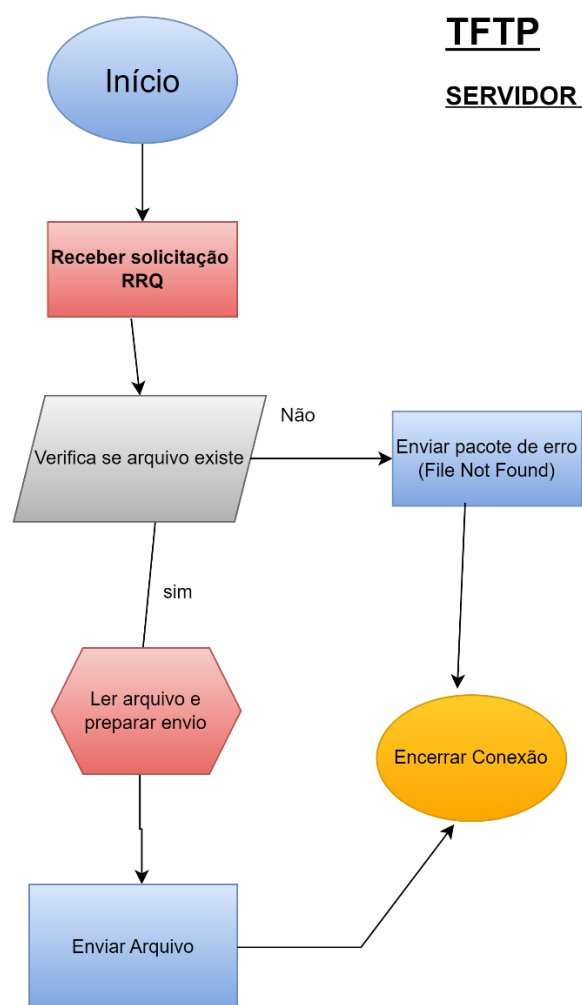 TFTP
SERVIDOR
Início
Receber solicitação
RRQ
Verifica se arquivo existe
Não
Enviar pacote de erro
(File Not Found)
sim
Ler arquivo e
preparar envio
Encerrar Conexão
Enviar Arquivo